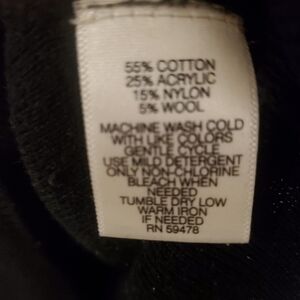 55% COTTON
25% ACRYLIC
15% NYLON
5% WOOL
MACHINE WASH COLD
WITH LIKE COLORS
GENTLE CYCLE
USE MILD DETERGENT
ONLY NON-CHLORINE
BLEACH WHEN
NEEDED
TUMBLE DRY LOW
WARM IRON
IF NEEDED
RN 59478